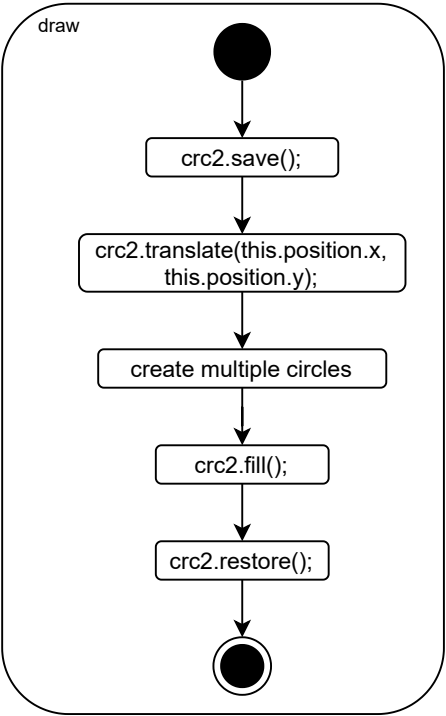 draw
crc2.save();
crc2.translate(this.position.x,
this.position.y);
create multiple circles
crc2.fill();
crc2.restore();